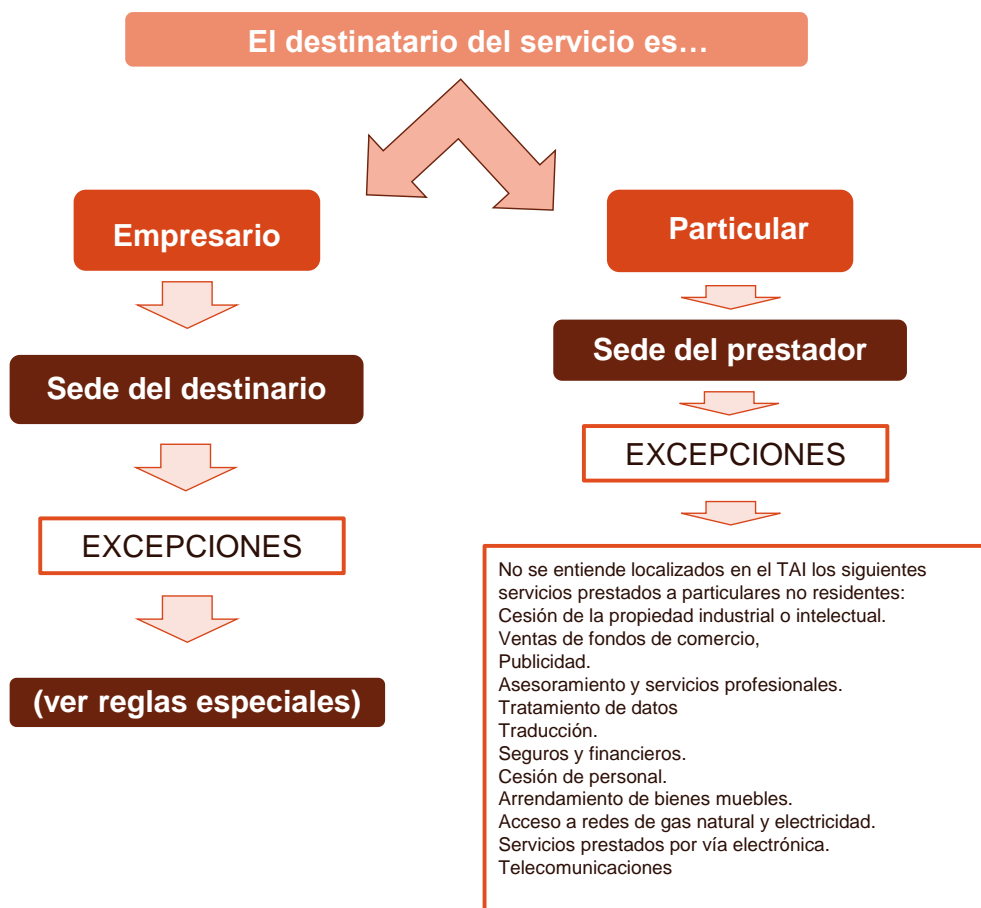 El destinatario del servicio es…
Empresario
Sede del destinario
EXCEPCIONES
(ver reglas especiales)
Particular
Sede del prestador
EXCEPCIONES
No se entiende localizados en el TAI los siguientes
servicios prestados a particulares no residentes:
Cesión de la propiedad industrial o intelectual.
Ventas de fondos de comercio,
Publicidad.
Asesoramiento y servicios profesionales.
Tratamiento de datos
Traducción.
Seguros y financieros.
Cesión de personal.
Arrendamiento de bienes muebles.
Acceso a redes de gas natural y electricidad.
Servicios prestados por vía electrónica.
Telecomunicaciones